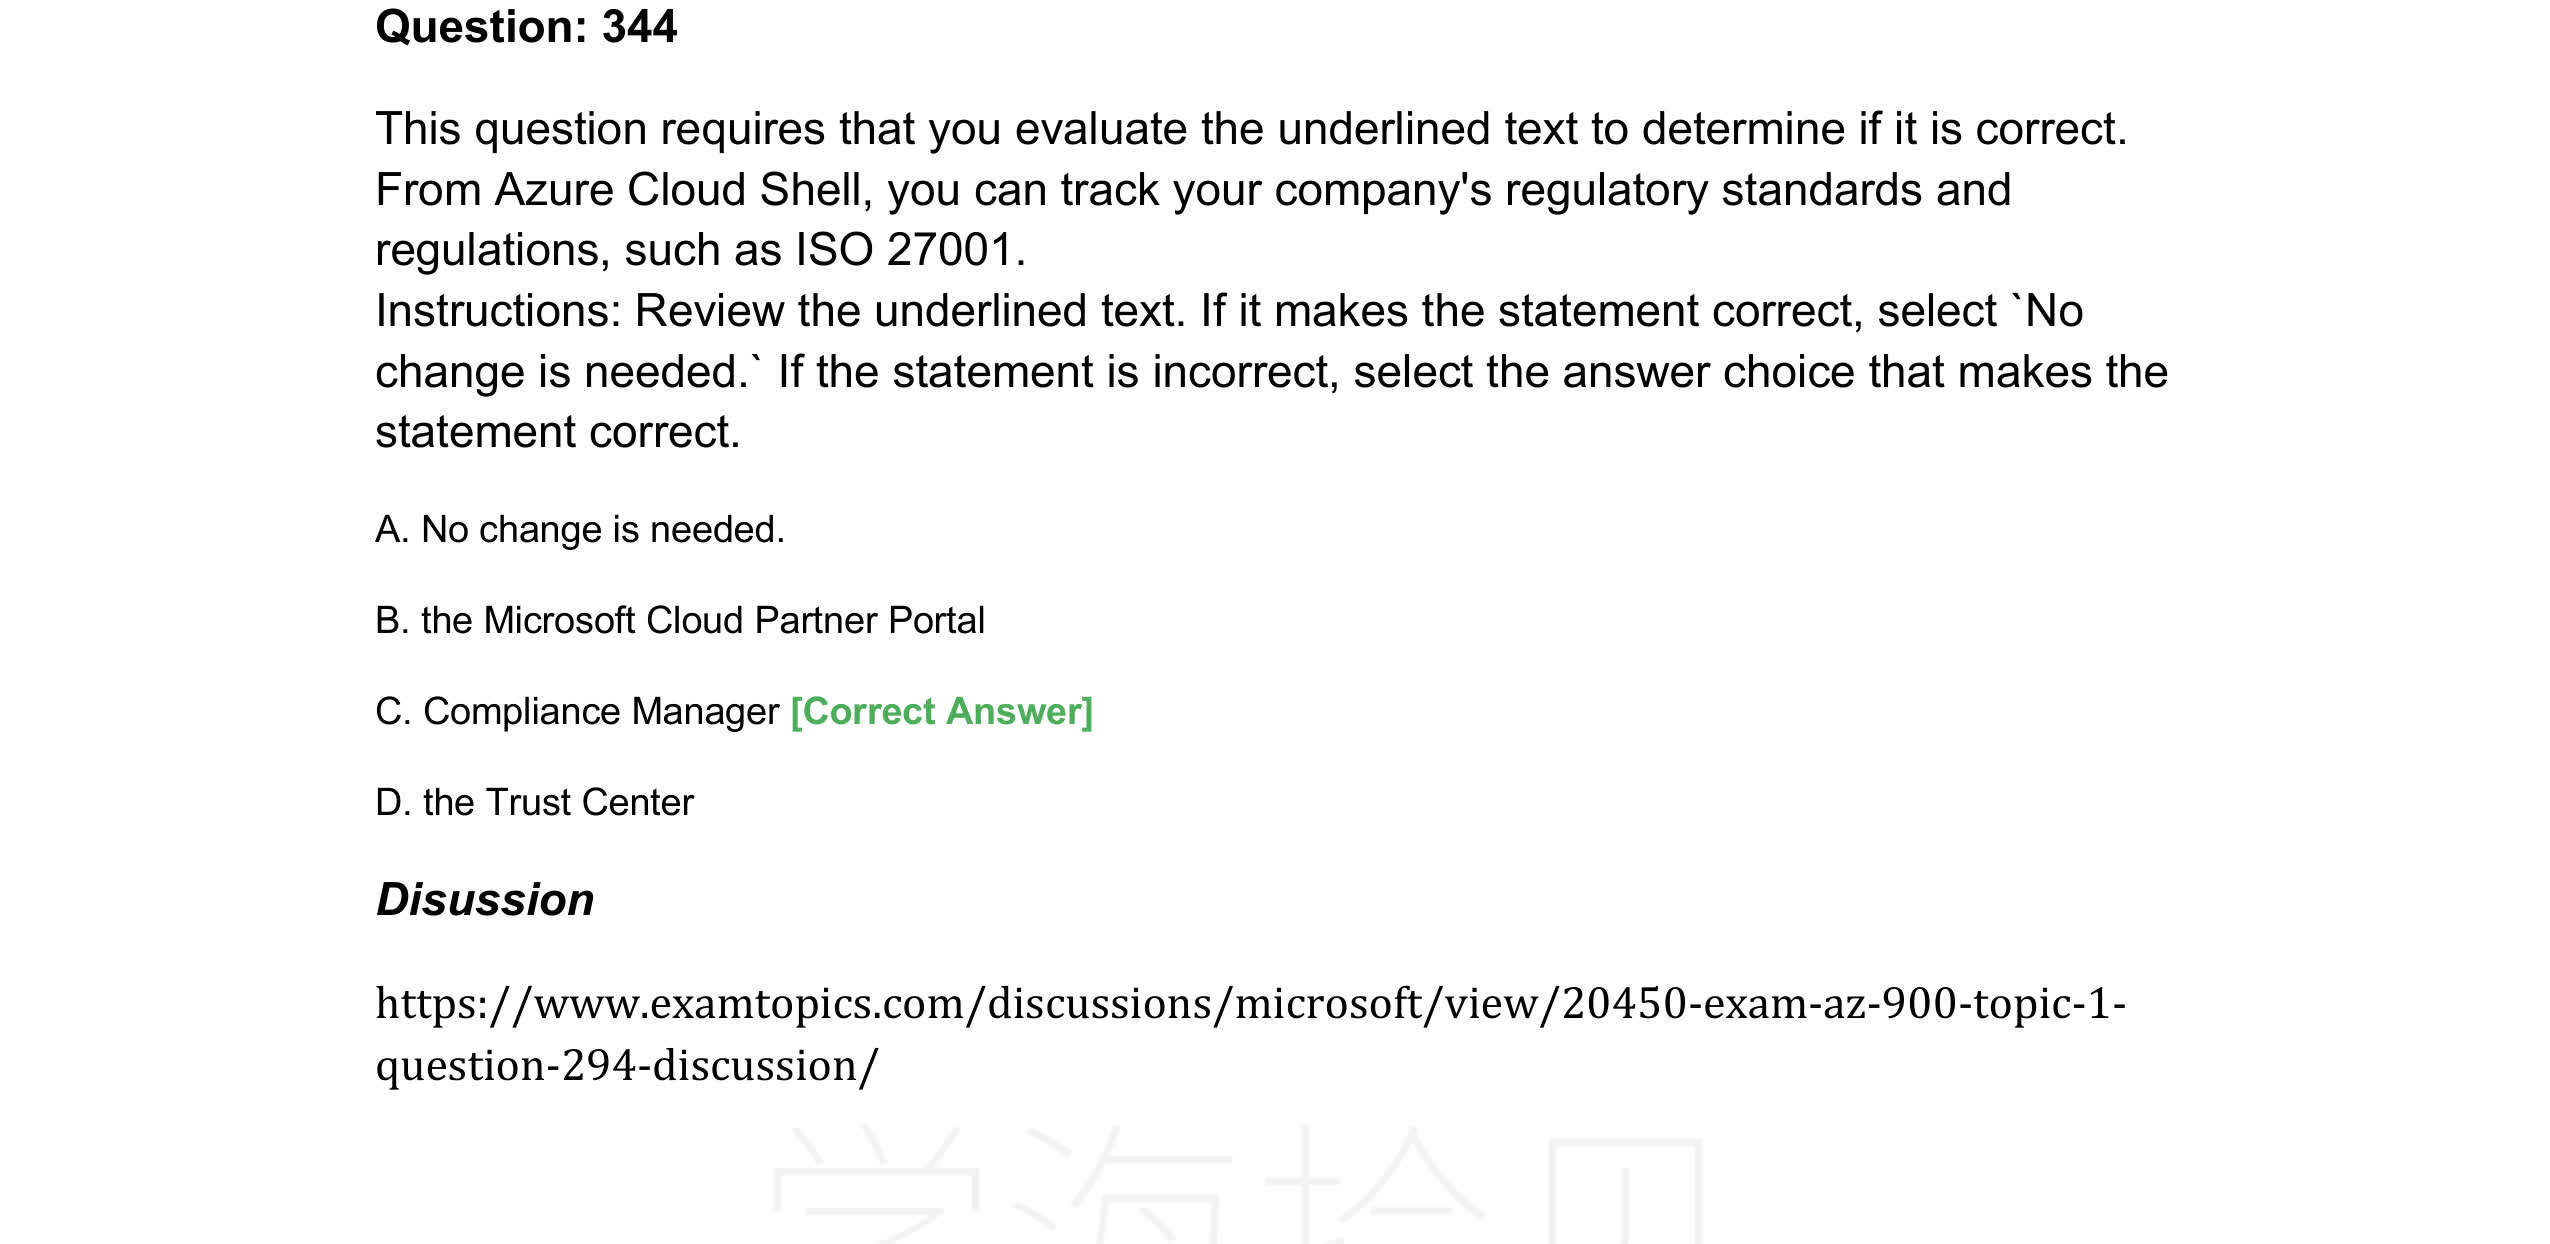 Question: 344
This question requires that you evaluate the underlined text to determine if it is correct.
From Azure Cloud Shell, you can track your company's regulatory standards and
regulations, such as ISO 27001.
Instructions: Review the underlined text. If it makes the statement correct, select `No
change is needed.` If the statement is incorrect, select the answer choice that makes the
statement correct.
A. No change is needed.
B. the Microsoft Cloud Partner Portal
C. Compliance Manager [Correct Answer]
D. the Trust Center
Disussion
https://www.examtopics.com/discussions/microsoft/view/20450-exam-az-900-topic-1-
question-294-discussion/
学海拾贝